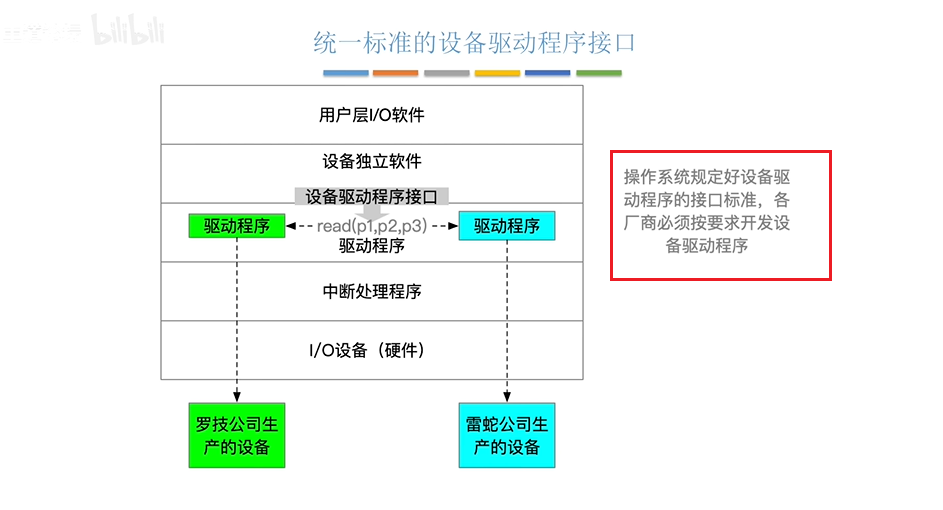 bilibili
统一标准的设备驱动程序接口
用户层I/O软件
设备独立软件
设备驱动程序接口
驱动程序
read(p1,p2,p3)
驱动程序
驱动程序
中断处理程序
I/O设备（硬件）
罗技公司生
产的设备
雷蛇公司生
产的设备
操作系统规定好设备驱
动程序的接口标准，各
厂商必须按要求开发设
备驱动程序